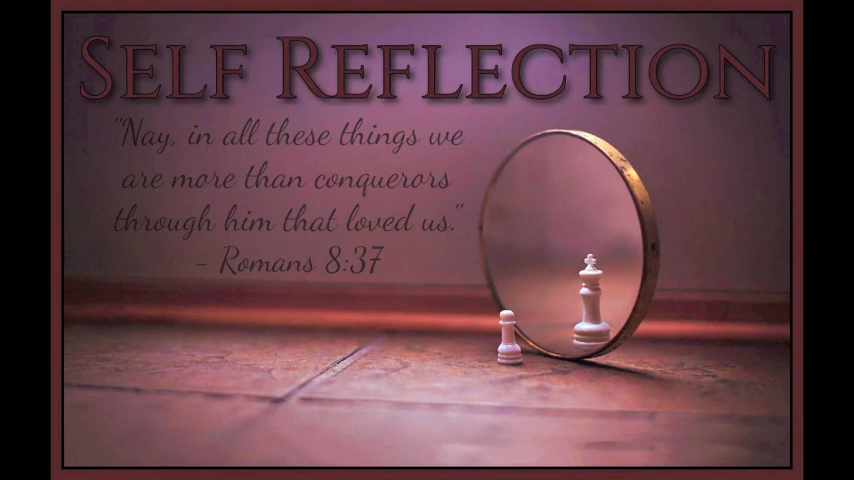 Self Reflection
"Nay, in all these things we
are more than conquerors
through him that loved us."
- Romans 8:37